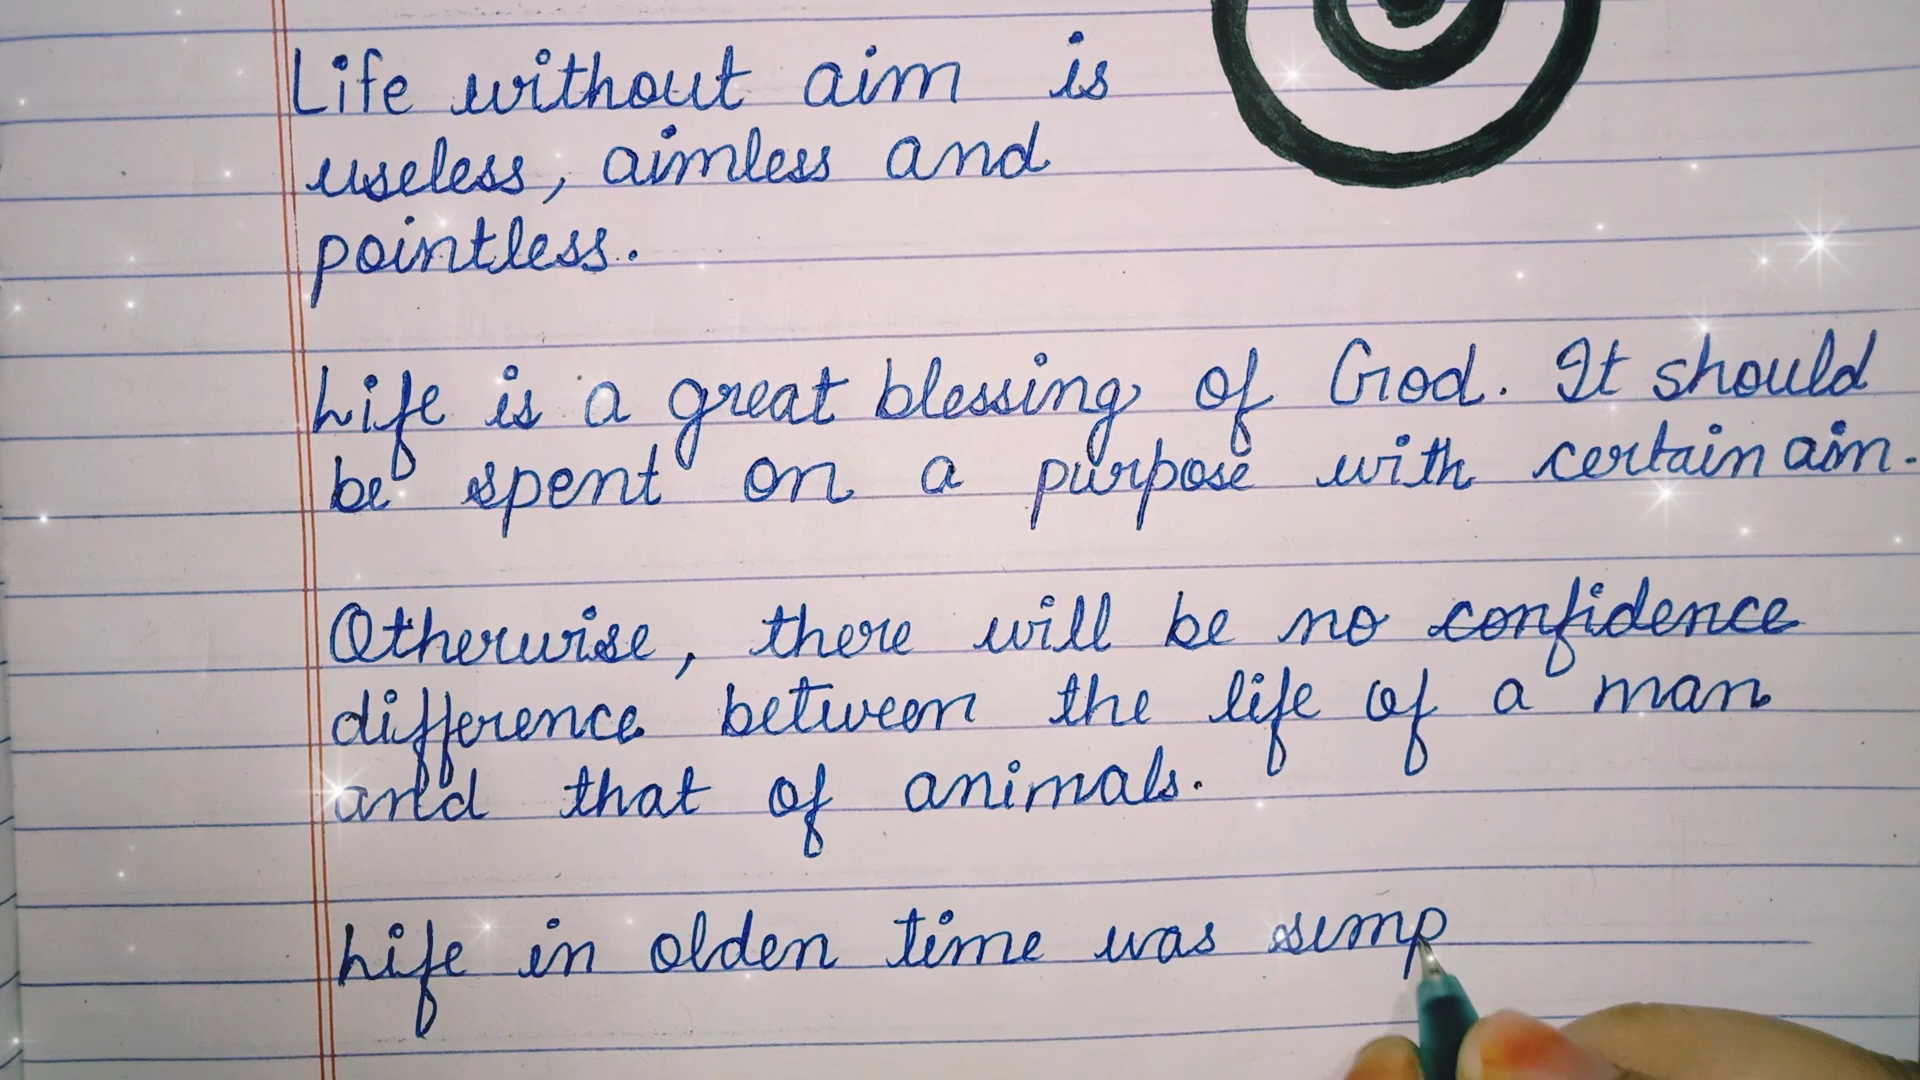 Life without aim is
useless, aimless and
pointless.
Life is a great blessing of God. It should
be spent on a purpose with certain aim.
Otherwise, there will be no confidence
difference between the life of a man
and that of animals.
Life in olden time was simp